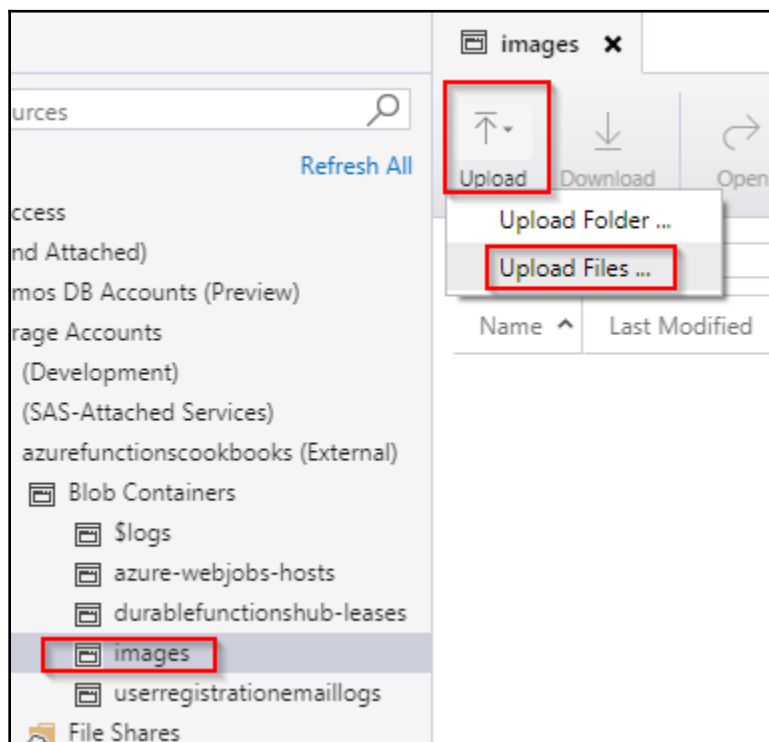 images
urces
Refresh All
Upload
Download
Open
Upload Folder ...
Upload Files ...
Name
Last Modified
ccess
nd Attached)
mos DB Accounts (Preview)
rage Accounts
(Development)
(SAS-Attached Services)
azurefunctionscookbooks (External)
Blob Containers
$logs
azure-webjobs-hosts
durablefunctionshub-leases
images
userregistrationemaillogs
File Shares